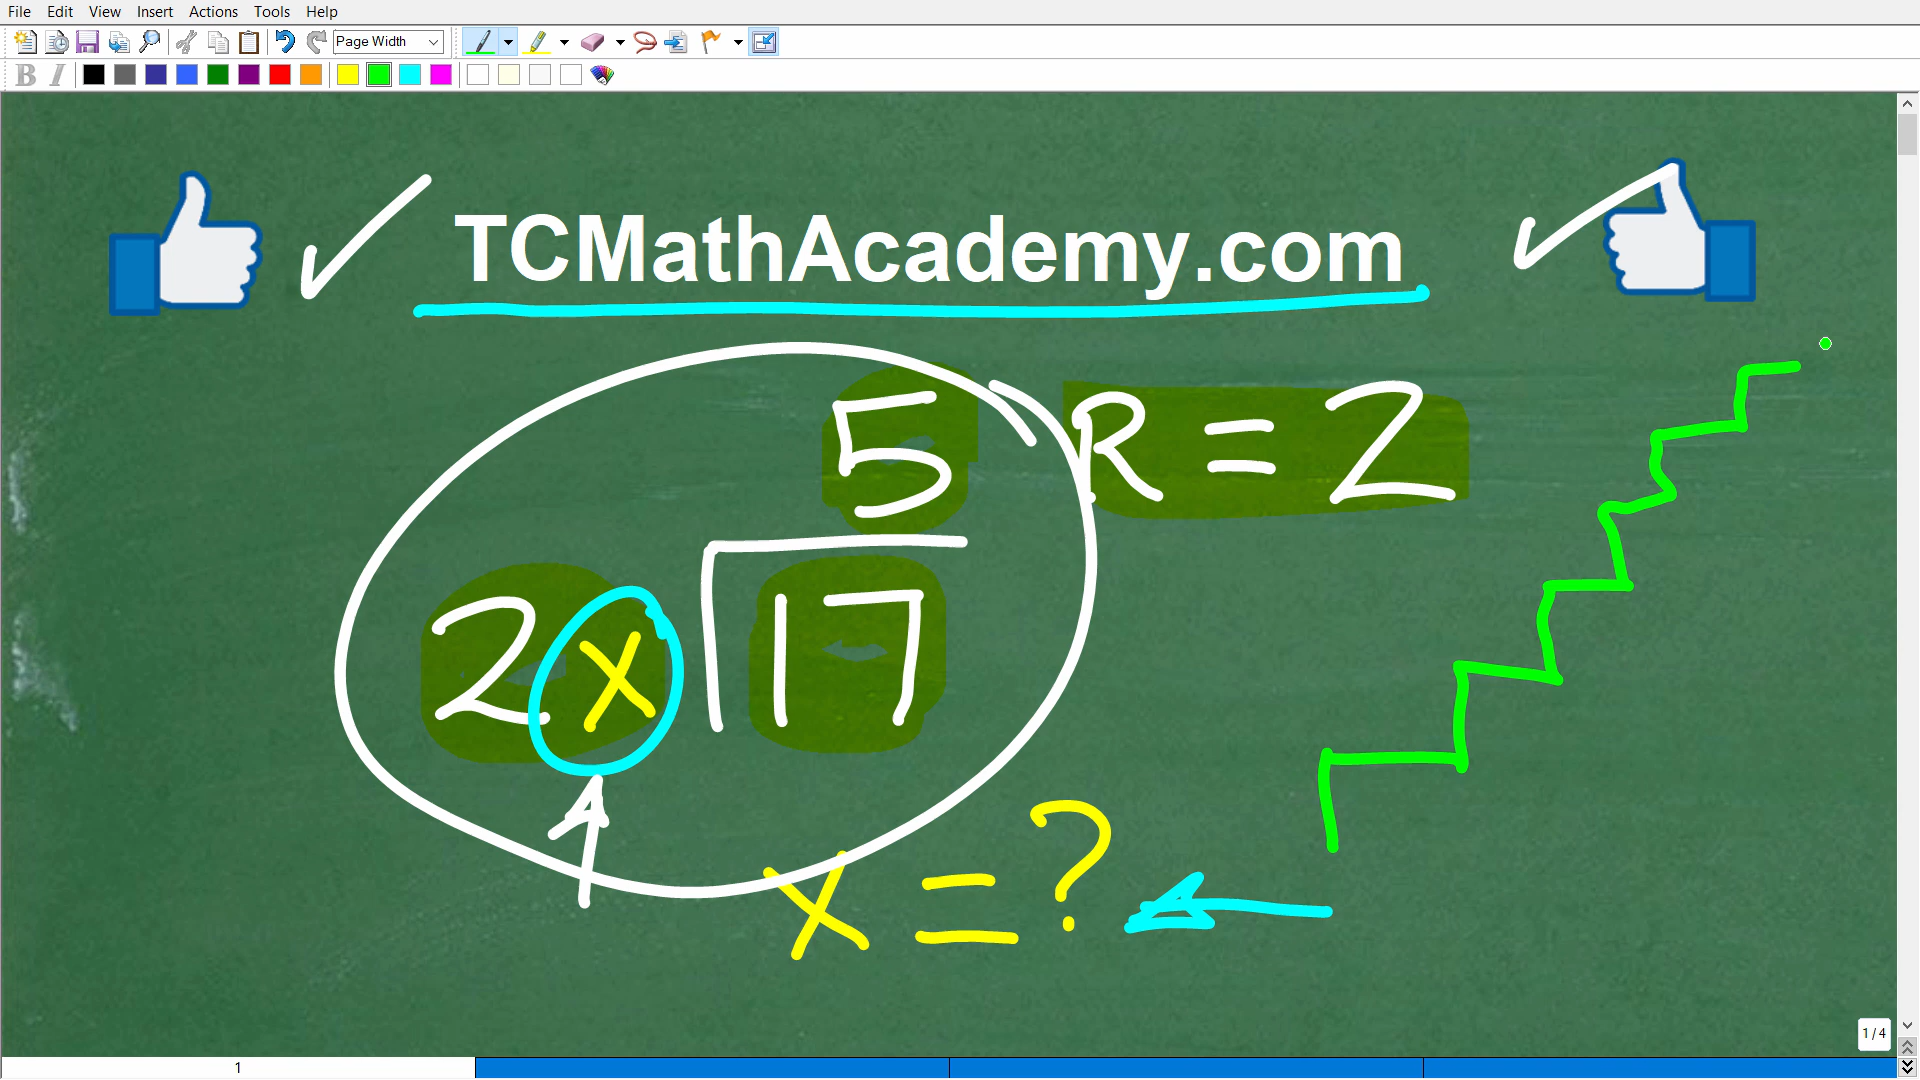 File Edit View Insert Actions Tools Help
Page Width
B I
TCMathAcademy.com
5 R = 2
2x 17
x = ?
1 / 4
1